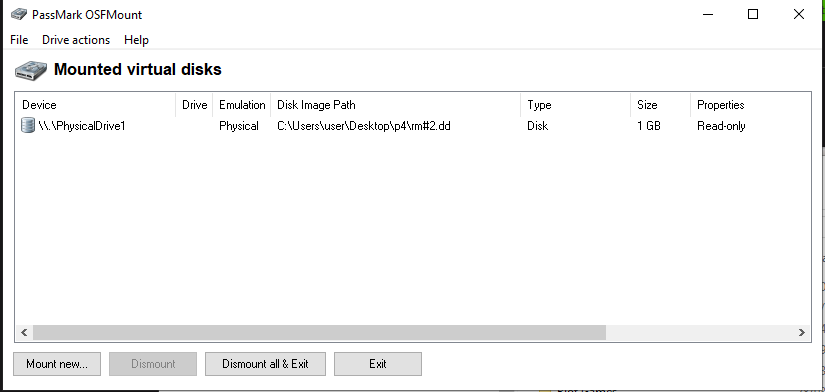 PassMark OSFMount
File Drive actions Help
Mounted virtual disks
Device Drive Emulation Disk Image Path Type Size Properties
\\.\PhysicalDrive1 Physical C:\Users\user\Desktop\p4\rm#2.dd Disk 1 GB Read-only
Mount new... Dismount Dismount all & Exit Exit